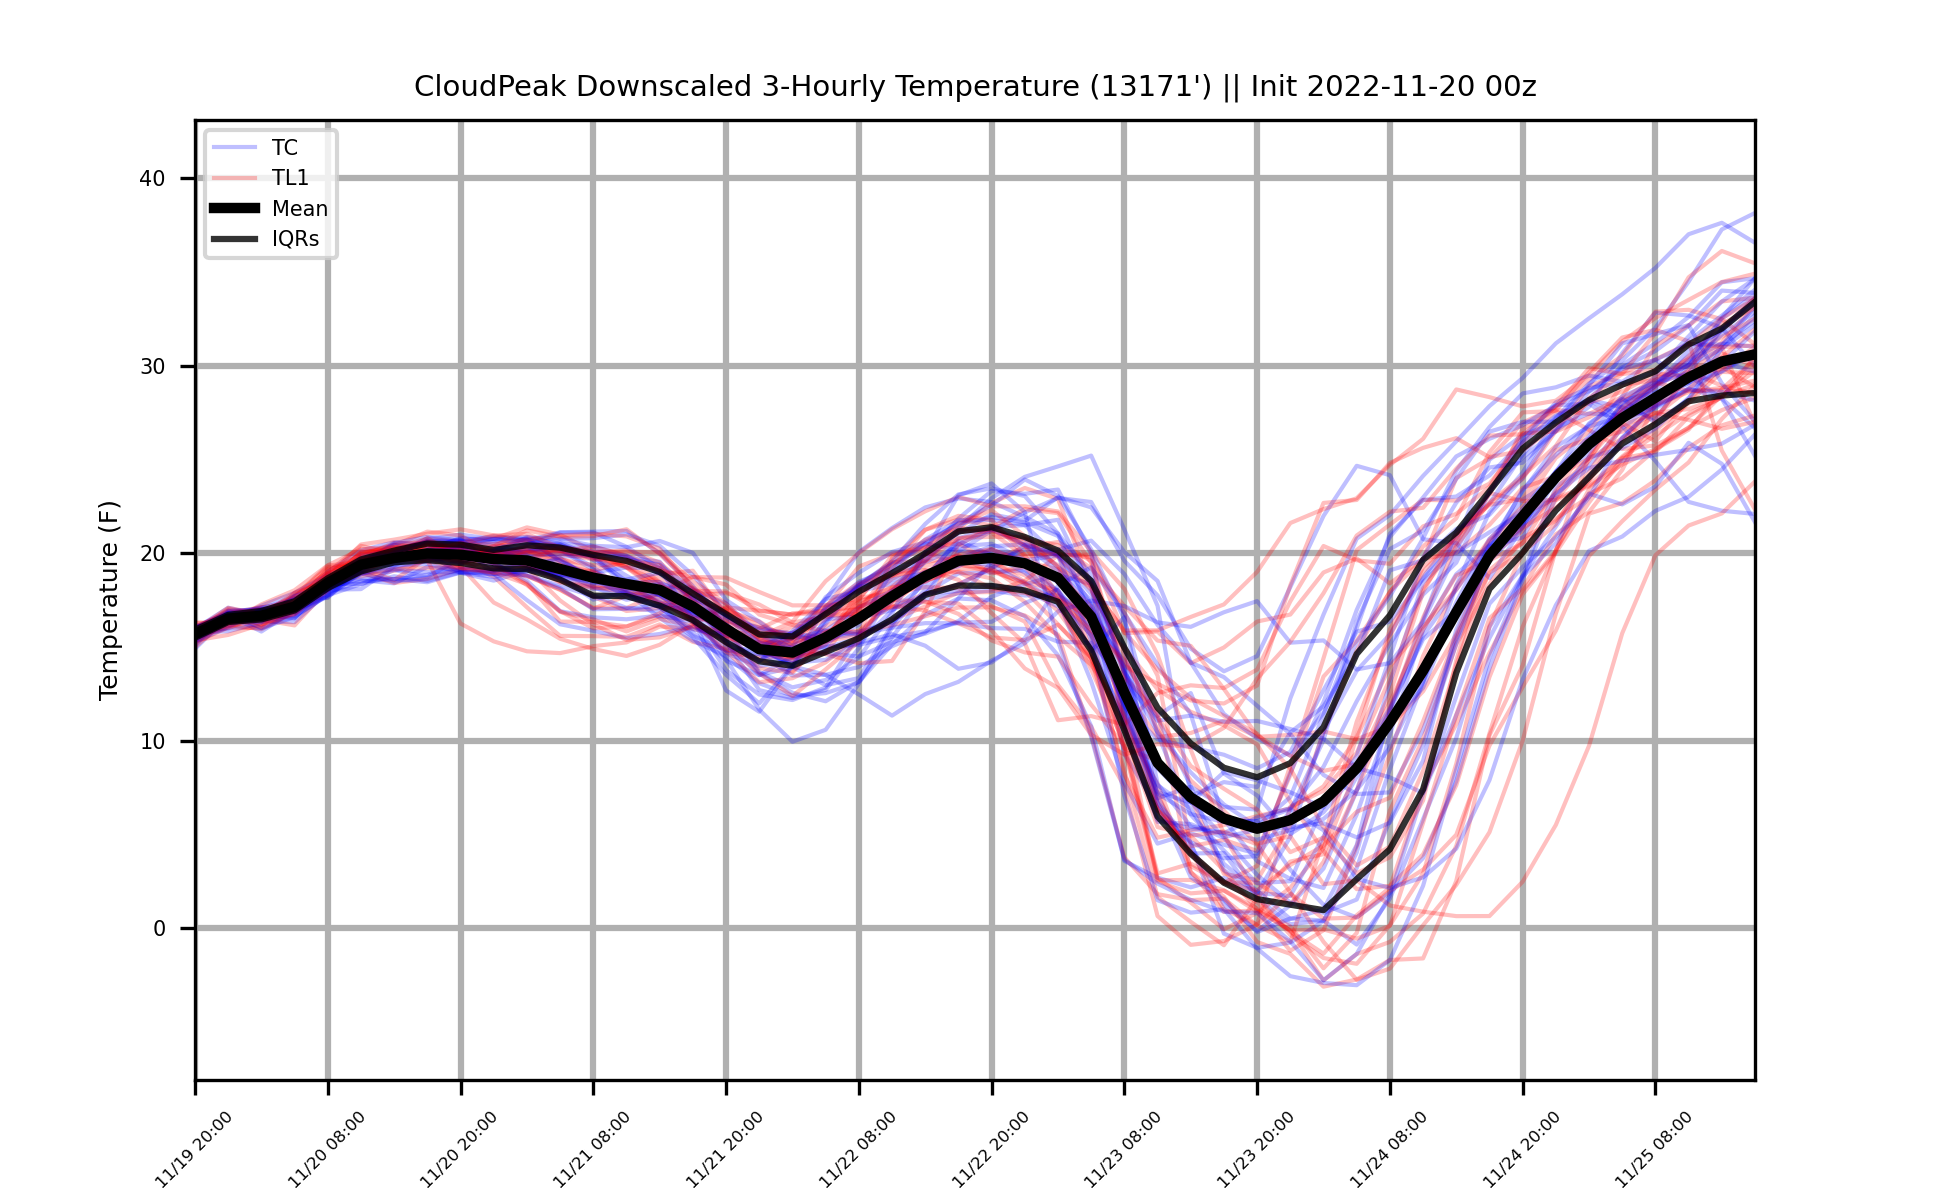 CloudPeak Downscaled 3-Hourly Temperature (13171') || Init 2022-11-20 00z
TC
TL1
Mean
IQRs
Temperature (F)
40
30
20
10
0
11/19 20:00
11/20 08:00
11/20 20:00
11/21 08:00
11/21 20:00
11/22 08:00
11/22 20:00
11/23 08:00
11/23 20:00
11/24 08:00
11/24 20:00
11/25 08:00